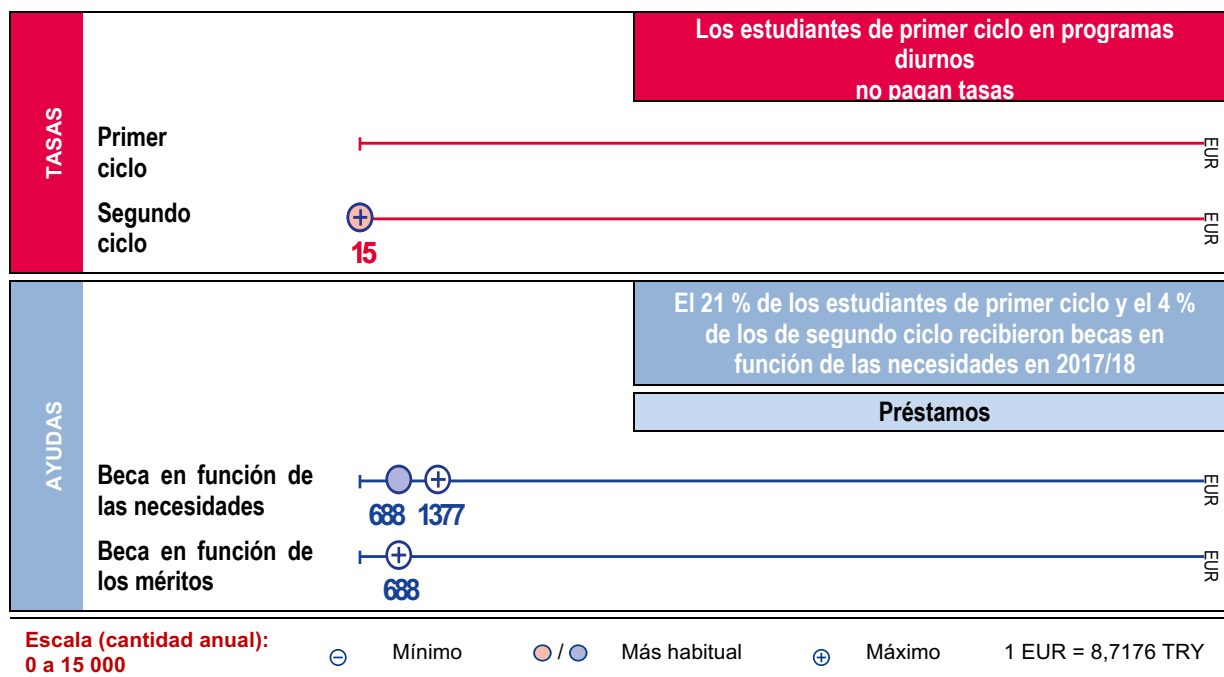 Los estudiantes de primer ciclo en programas
diurnos
no pagan tasas
TASAS
Primer
ciclo
EUR
Segundo
ciclo
15
EUR
El 21 % de los estudiantes de primer ciclo y el 4 %
de los de segundo ciclo recibieron becas en
función de las necesidades en 2017/18
Préstamos
AYUDAS
Beca en función de
las necesidades
688 1377
EUR
Beca en función de
los méritos
688
EUR
Escala (cantidad anual):
0 a 15 000
Mínimo / Más habitual Máximo 1 EUR = 8,7176 TRY